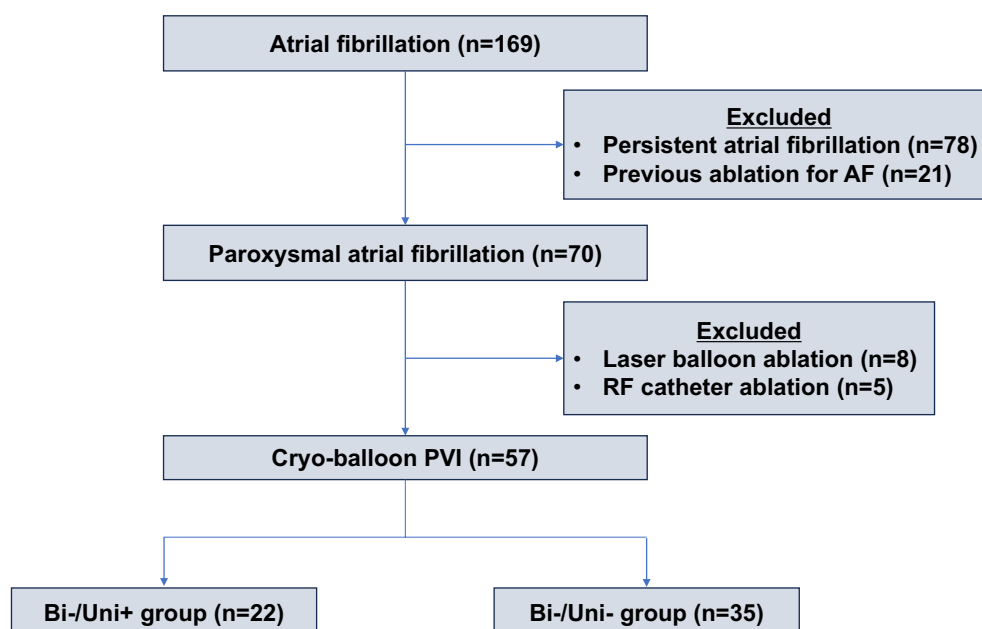 Atrial fibrillation (n=169)
Excluded
• Persistent atrial fibrillation (n=78)
• Previous ablation for AF (n=21)
Paroxysmal atrial fibrillation (n=70)
Excluded
• Laser balloon ablation (n=8)
• RF catheter ablation (n=5)
Cryo-balloon PVI (n=57)
Bi-/Uni+ group (n=22)
Bi-/Uni- group (n=35)